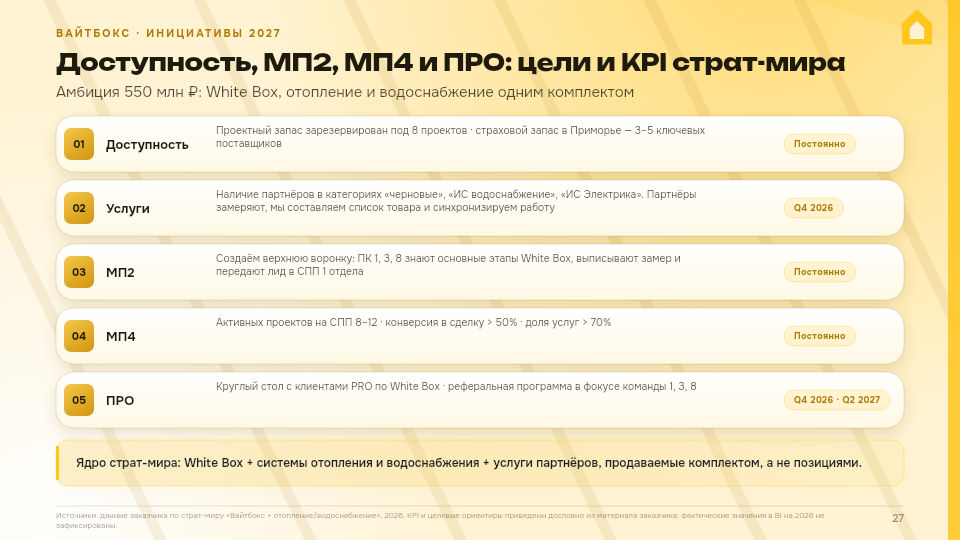 ВАЙТБОКС · ИНИЦИАТИВЫ 2027
Доступность, МП2, МП4 и ПРО: цели и KPI страт-мира
Амбиция 550 млн ₽: White Box, отопление и водоснабжение одним комплектом
01
Доступность
Проектный запас зарезервирован под 8 проектов · страховой запас в Приморье — 3–5 ключевых
поставщиков
Постоянно
02
Услуги
Наличие партнёров в категориях «черновые», «ИС водоснабжение», «ИС Электрика». Партнёры
замеряют, мы составляем список товара и синхронизируем работу
Q4 2026
03
МП2
Создаём верхнюю воронку: ПК 1, 3, 8 знают основные этапы White Box, выписывают замер и
передают лид в СПП 1 отдела
Постоянно
04
МП4
Активных проектов на СПП 8–12 · конверсия в сделку > 50% · доля услуг > 70%
Постоянно
05
ПРО
Круглый стол с клиентами PRO по White Box · реферальная программа в фокусе команды 1, 3, 8
Q4 2026 · Q2 2027
Ядро страт-мира: White Box + системы отопления и водоснабжения + услуги партнёров, продаваемые комплектом, а не позициями.
Источники: данные заказчика по страт-миру «Вайтбокс + отопление/водоснабжение», 2026. KPI и целевые ориентиры приведены дословно из материала заказчика; фактические значения в BI на 2026 не
зафиксированы.
27